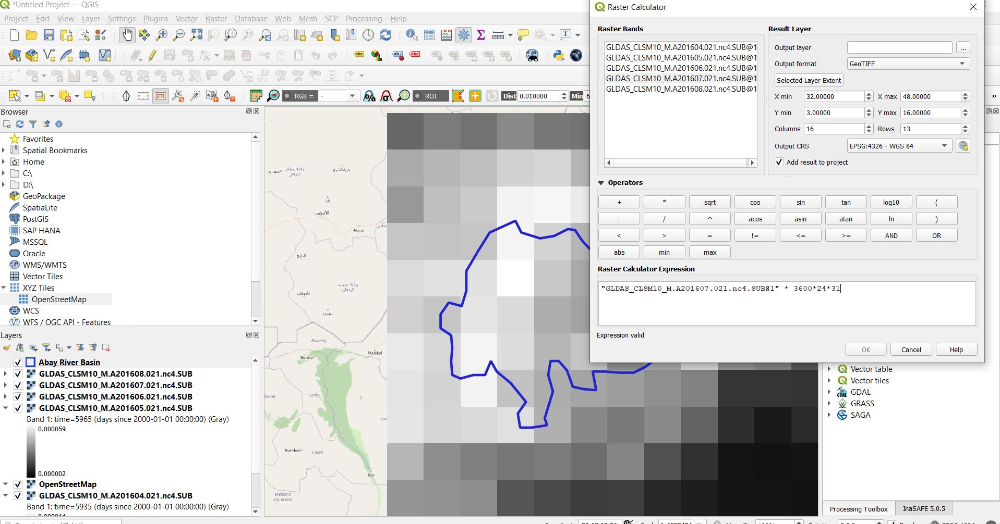 *Untitled Project — QGIS
Project Edit View Layer Settings Plugins Vector Raster Database Web Mesh SCP Processing Help
RGB = - ROI Dist 0.010000 Min 6
Browser
Favorites
Spatial Bookmarks
Home
C:\
D:\
GeoPackage
SpatiaLite
PostGIS
SAP HANA
MSSQL
Oracle
WMS/WMTS
Vector Tiles
XYZ Tiles
OpenStreetMap
WCS
WFS / OGC API - Features
Layers
Abay River Basin
GLDAS_CLSM10_M.A201608.021.nc4.SUB
GLDAS_CLSM10_M.A201607.021.nc4.SUB
GLDAS_CLSM10_M.A201606.021.nc4.SUB
GLDAS_CLSM10_M.A201605.021.nc4.SUB
Band 1: time=5965 (days since 2000-01-01 00:00:00) (Gray)
0.000059
0.000002
OpenStreetMap
GLDAS_CLSM10_M.A201604.021.nc4.SUB
Band 1: time=5935 (days since 2000-01-01 00:00:00) (Gray)
بارا
الأبيض
Ruweng
Bentiu
Malakal
Unity
Rumbek
Lakes
Bor
Western
Equatoria
Raster Calculator
Raster Bands
GLDAS_CLSM10_M.A201604.021.nc4.SUB@1
GLDAS_CLSM10_M.A201605.021.nc4.SUB@1
GLDAS_CLSM10_M.A201606.021.nc4.SUB@1
GLDAS_CLSM10_M.A201607.021.nc4.SUB@1
GLDAS_CLSM10_M.A201608.021.nc4.SUB@1
Result Layer
Output layer ...
Output format GeoTIFF
Selected Layer Extent
X min 32.00000 X max 48.00000
Y min 3.00000 Y max 16.00000
Columns 16 Rows 13
Output CRS EPSG:4326 - WGS 84
Add result to project
Operators
+ * sqrt cos sin tan log10 (
- / ^ acos asin atan ln )
< > = != <= >= AND OR
abs min max
Raster Calculator Expression
"GLDAS_CLSM10_M.A201607.021.nc4.SUB@1" * 3600*24*31
Expression valid
OK Cancel Help
Vector table
Vector tiles
GDAL
GRASS
SAGA
Processing Toolbox InaSAFE 5.0.5